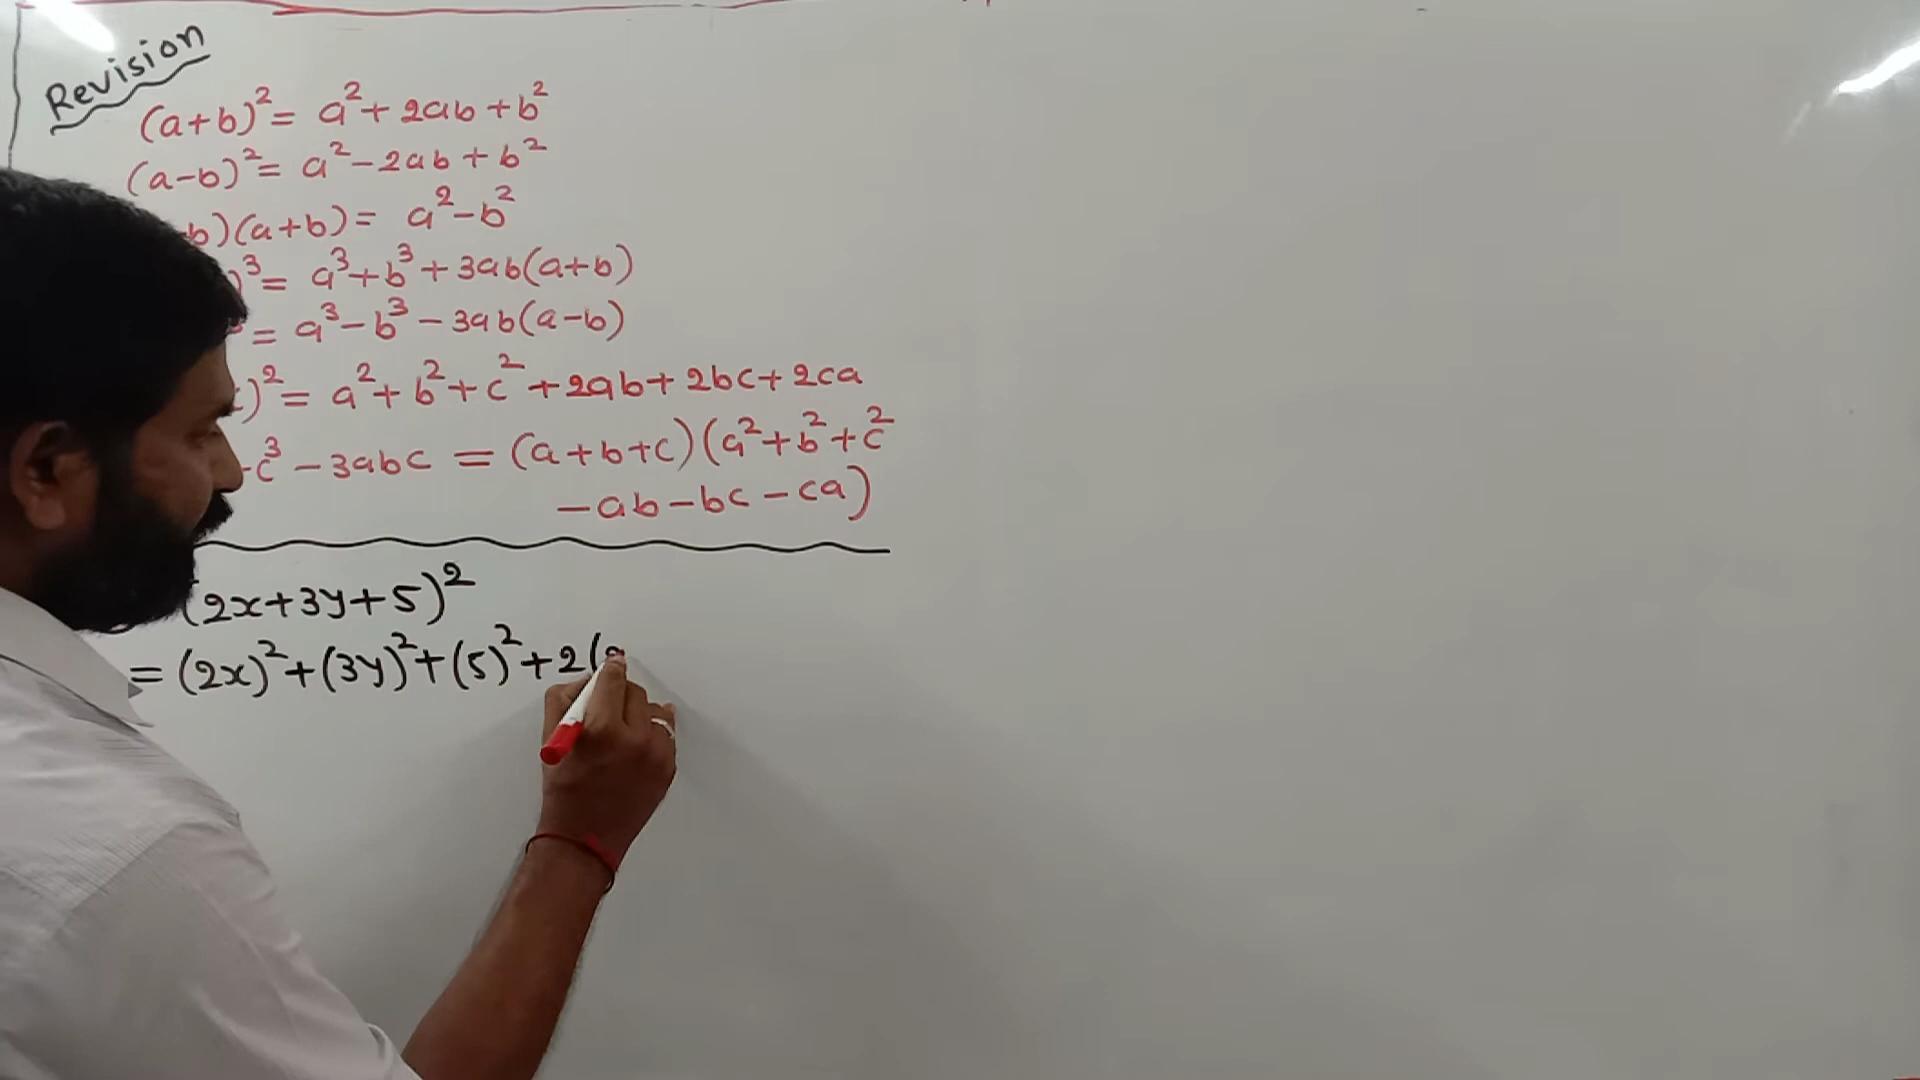 Revision
(a+b)²= a²+ 2ab +b²
(a-b)²= a²-2ab + b²
b)(a+b)= a²-b²
)³= a³+b³+3ab(a+b)
³= a³-b³-3ab(a-b)
)²= a²+b²+c²+2ab+2bc+2ca
c³-3abc = (a+b+c)(a²+b²+c²
-ab-bc-ca)
(2x+3y+5)²
=(2x)²+(3y)²+(5)²+2(